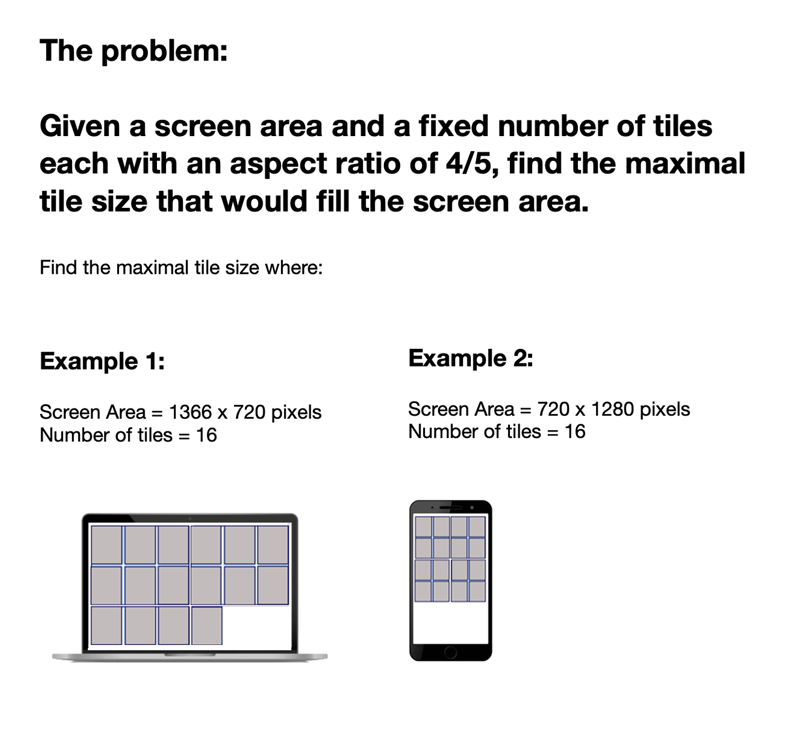 The problem:
Given a screen area and a fixed number of tiles
each with an aspect ratio of 4/5, find the maximal
tile size that would fill the screen area.
Find the maximal tile size where:
Example 1:
Screen Area = 1366 x 720 pixels
Number of tiles = 16
Example 2:
Screen Area = 720 x 1280 pixels
Number of tiles = 16